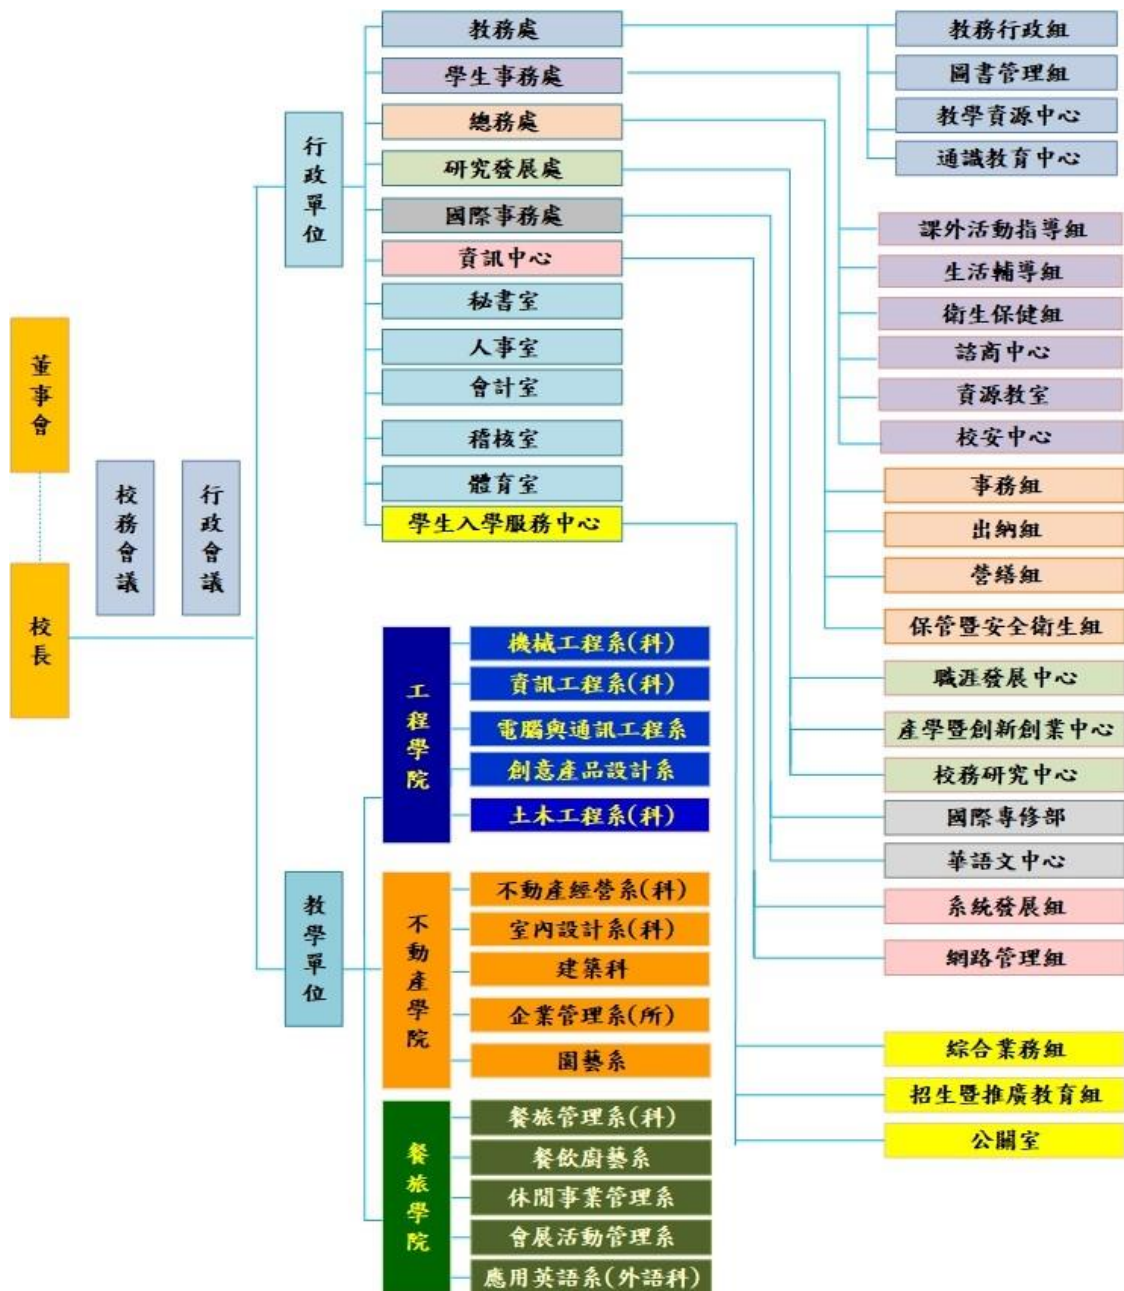 董事會
校長
校務會議
行政會議
行政單位
教務處
學生事務處
總務處
研究發展處
國際事務處
資訊中心
秘書室
人事室
會計室
稽核室
體育室
學生入學服務中心
教務行政組
圖書管理組
教學資源中心
通識教育中心
課外活動指導組
生活輔導組
衛生保健組
諮商中心
資源教室
校安中心
事務組
出納組
營繕組
保管暨安全衛生組
職涯發展中心
產學暨創新創業中心
校務研究中心
國際專修部
華語文中心
系統發展組
網路管理組
綜合業務組
招生暨推廣教育組
公關室
教學單位
工程學院
機械工程系(科)
資訊工程系(科)
電腦與通訊工程系
創意產品設計系
土木工程系(科)
不動產學院
不動產經營系(科)
室內設計系(科)
建築科
企業管理系(所)
園藝系
餐旅學院
餐旅管理系(科)
餐飲廚藝系
休閒事業管理系
會展活動管理系
應用英語系(外語科)